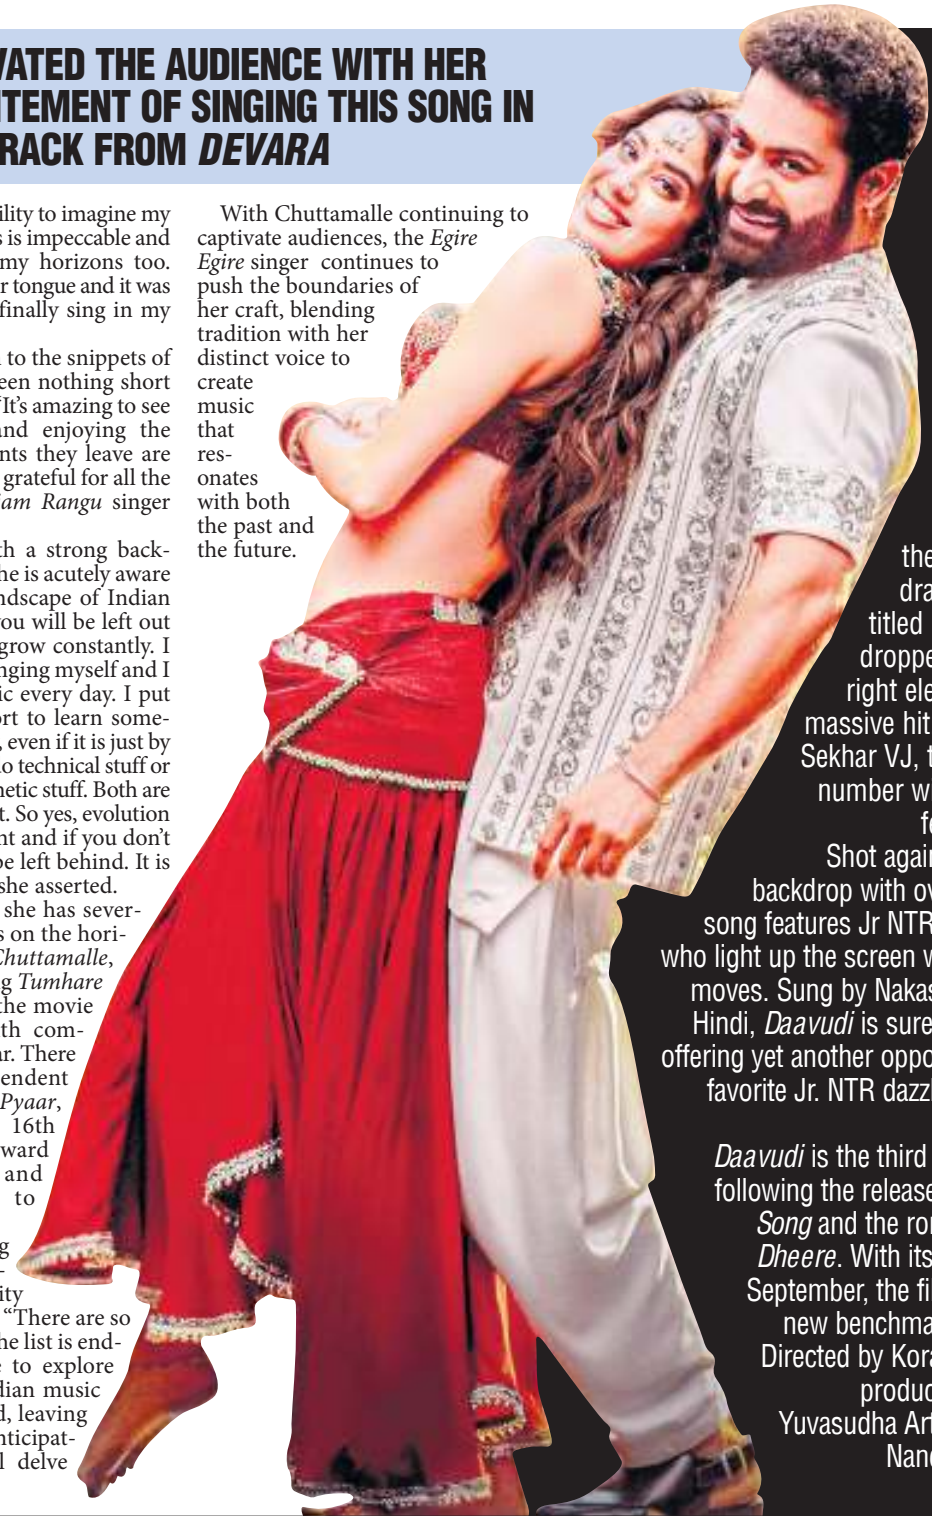 VATED THE AUDIENCE WITH HER
ITEMENT OF SINGING THIS SONG IN
RACK FROM DEVARA
ility to imagine my
s is impeccable and
my horizons too.
r tongue and it was
finally sing in my
n to the snippets of
een nothing short
"It's amazing to see
and enjoying the
nts they leave are
grateful for all the
am Rangu singer
th a strong back-
he is acutely aware
ndscape of Indian
you will be left out
grow constantly. I
nging myself and I
ic every day. I put
ort to learn some-
, even if it is just by
do technical stuff or
hetic stuff. Both are
t. So yes, evolution
nt and if you don't
be left behind. It is
she asserted.
she has sever-
s on the hori-
Chuttamalle,
g Tumhare
the movie
th com-
ar. There
endent
Pyaar,
16th
ward
and
to
g
-
ity
"There are so
he list is end-
e to explore
dian music
d, leaving
nticipat-
l delve
With Chuttamalle continuing to
captivate audiences, the Egire
Egire singer continues to
push the boundaries of
her craft, blending
tradition with her
distinct voice to
create
music
that
res-
onates
with both
the past and
the future.
the
dra
titled
droppe
right ele
massive hit
Sekhar VJ, t
number w
fe
Shot again
backdrop with ov
song features Jr NTR
who light up the screen w
moves. Sung by Nakas
Hindi, Daavudi is sure
offering yet another oppo
favorite Jr. NTR dazzl
Daavudi is the third
following the release
Song and the ron
Dheere. With its
September, the fi
new benchma
Directed by Kora
produc
Yuvasudha Art
Nand